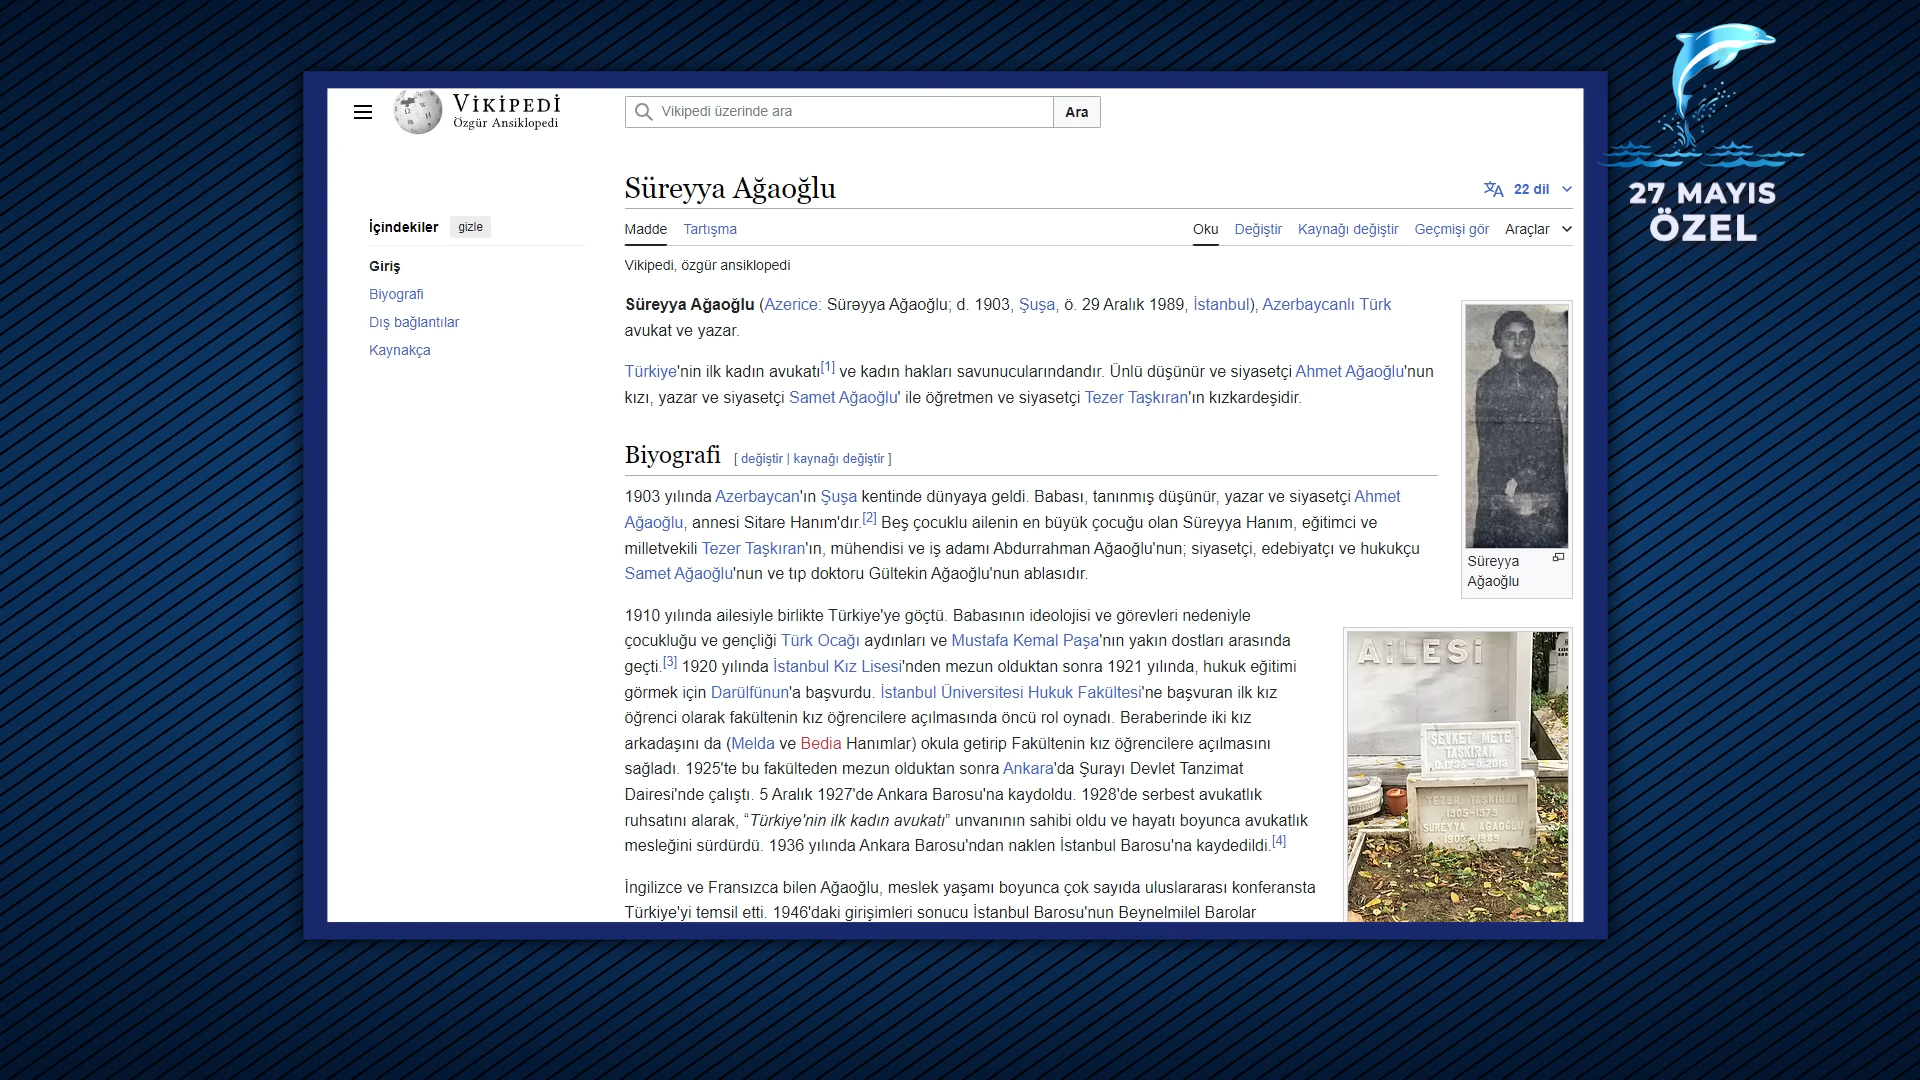 VİKİPEDİ
Özgür Ansiklopedi
Vikipedi üzerinde ara
Ara
27 MAYIS
ÖZEL
Süreyya Ağaoğlu
22 dil
İçindekiler gizle
Madde Tartışma Oku Değiştir Kaynağı değiştir Geçmişi gör Araçlar
Giriş
Biyografi
Dış bağlantılar
Kaynakça
Vikipedi, özgür ansiklopedi
Süreyya Ağaoğlu (Azerice: Sürəyya Ağaoğlu; d. 1903, Şuşa, ö. 29 Aralık 1989, İstanbul), Azerbaycanlı Türk
avukat ve yazar.
Türkiye'nin ilk kadın avukatı[1] ve kadın hakları savunucularındandır. Ünlü düşünür ve siyasetçi Ahmet Ağaoğlu'nun
kızı, yazar ve siyasetçi Samet Ağaoğlu' ile öğretmen ve siyasetçi Tezer Taşkıran'ın kızkardeşidir.
Biyografi [ değiştir | kaynağı değiştir ]
1903 yılında Azerbaycan'ın Şuşa kentinde dünyaya geldi. Babası, tanınmış düşünür, yazar ve siyasetçi Ahmet
Ağaoğlu, annesi Sitare Hanım'dır.[2] Beş çocuklu ailenin en büyük çocuğu olan Süreyya Hanım, eğitimci ve
milletvekili Tezer Taşkıran'ın, mühendisi ve iş adamı Abdurrahman Ağaoğlu'nun; siyasetçi, edebiyatçı ve hukukçu
Samet Ağaoğlu'nun ve tıp doktoru Gültekin Ağaoğlu'nun ablasıdır.
Süreyya
Ağaoğlu
1910 yılında ailesiyle birlikte Türkiye'ye göçtü. Babasının ideolojisi ve görevleri nedeniyle
çocukluğu ve gençliği Türk Ocağı aydınları ve Mustafa Kemal Paşa'nın yakın dostları arasında
geçti.[3] 1920 yılında İstanbul Kız Lisesi'nden mezun olduktan sonra 1921 yılında, hukuk eğitimi
görmek için Darülfünun'a başvurdu. İstanbul Üniversitesi Hukuk Fakültesi'ne başvuran ilk kız
öğrenci olarak fakültenin kız öğrencilere açılmasında öncü rol oynadı. Beraberinde iki kız
arkadaşını da (Melda ve Bedia Hanımlar) okula getirip Fakültenin kız öğrencilere açılmasını
sağladı. 1925'te bu fakülteden mezun olduktan sonra Ankara'da Şurayı Devlet Tanzimat
Dairesi'nde çalıştı. 5 Aralık 1927'de Ankara Barosu'na kaydoldu. 1928'de serbest avukatlık
ruhsatını alarak, “Türkiye'nin ilk kadın avukatı” unvanının sahibi oldu ve hayatı boyunca avukatlık
mesleğini sürdürdü. 1936 yılında Ankara Barosu'ndan naklen İstanbul Barosu'na kaydedildi.[4]
İngilizce ve Fransızca bilen Ağaoğlu, meslek yaşamı boyunca çok sayıda uluslararası konferansta
Türkiye'yi temsil etti. 1946'daki girişimleri sonucu İstanbul Barosu'nun Beynelmilel Barolar
AİLESİ
ŞEVKET METE
TAŞKIRAN
D.1936-Ö.2013
TEZER TAŞKIRAN
1905-1979
SÜREYYA AĞAOĞLU
1903-1989